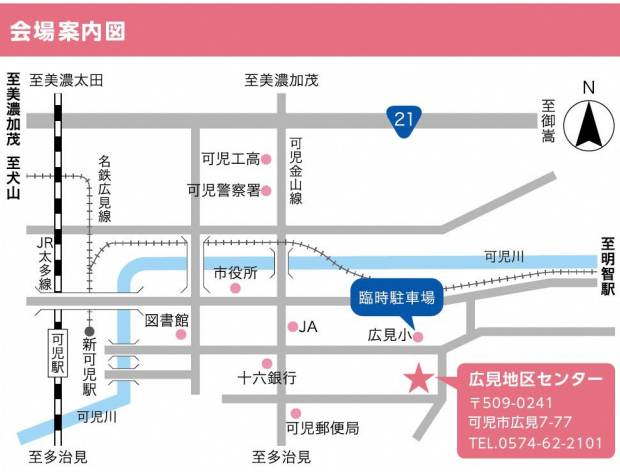 会場案内図
至美濃太田
至美濃加茂
至美濃加茂 至犬山
21
至御嵩
N
可児工高
可児警察署
可児金山線
名鉄広見線
JR太多線
可児川
至明智駅
市役所
臨時駐車場
図書館
JA
広見小
可児駅
新可児駅
十六銀行
広見地区センター
〒509-0241
可児市広見7-77
TEL.0574-62-2101
可児川
可児郵便局
至多治見
至多治見